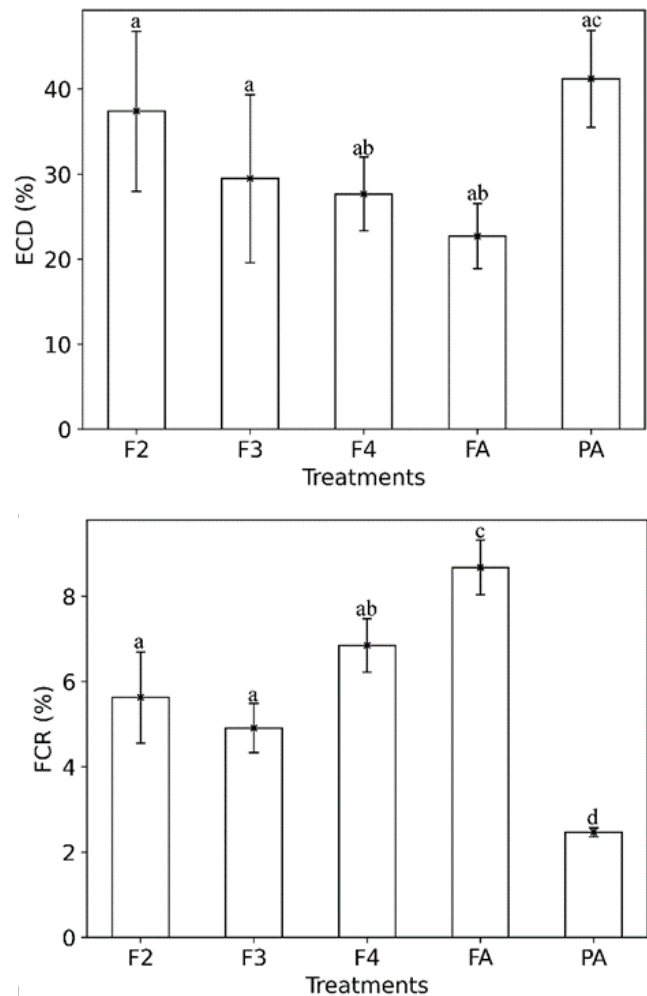 a
a
ab
ab
ac
ECD (%)
40
30
20
10
0
F2 F3 F4 FA PA
Treatments
a
a
ab
c
d
FCR (%)
8
6
4
2
0
F2 F3 F4 FA PA
Treatments